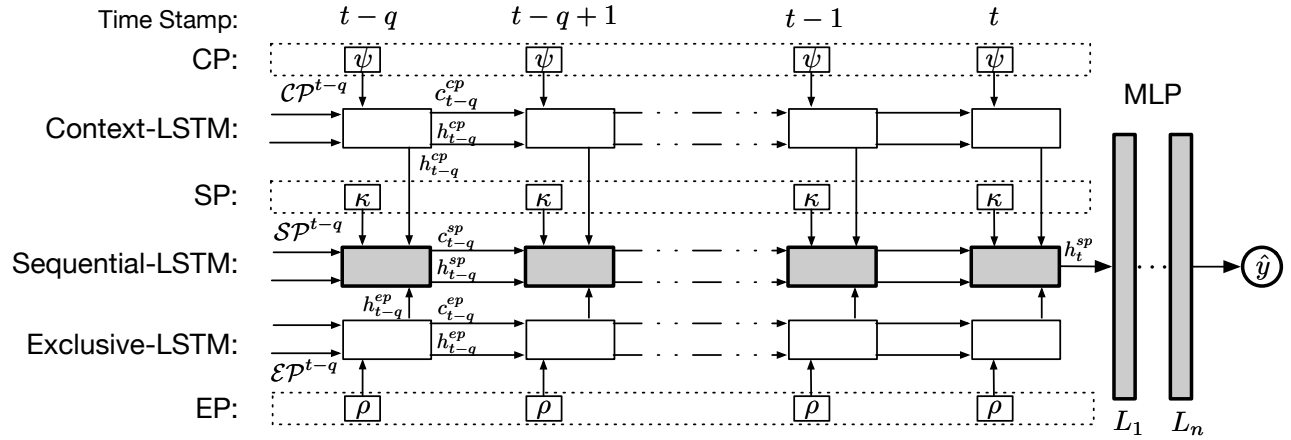 Time Stamp: t − q t − q + 1 t − 1 t
CP: ψ ψ ψ ψ
𝒞𝒫^{t−q} c^{cp}_{t−q}
MLP
Context-LSTM: h^{cp}_{t−q}
h^{cp}_{t−q}
SP: κ κ κ κ
𝒮𝒫^{t−q} c^{sp}_{t−q} h^{sp}_{t}
Sequential-LSTM: h^{sp}_{t−q} ··· ŷ
h^{ep}_{t−q} c^{ep}_{t−q}
Exclusive-LSTM: h^{ep}_{t−q}
ℰ𝒫^{t−q}
EP: ρ ρ ρ ρ
L_1 L_n